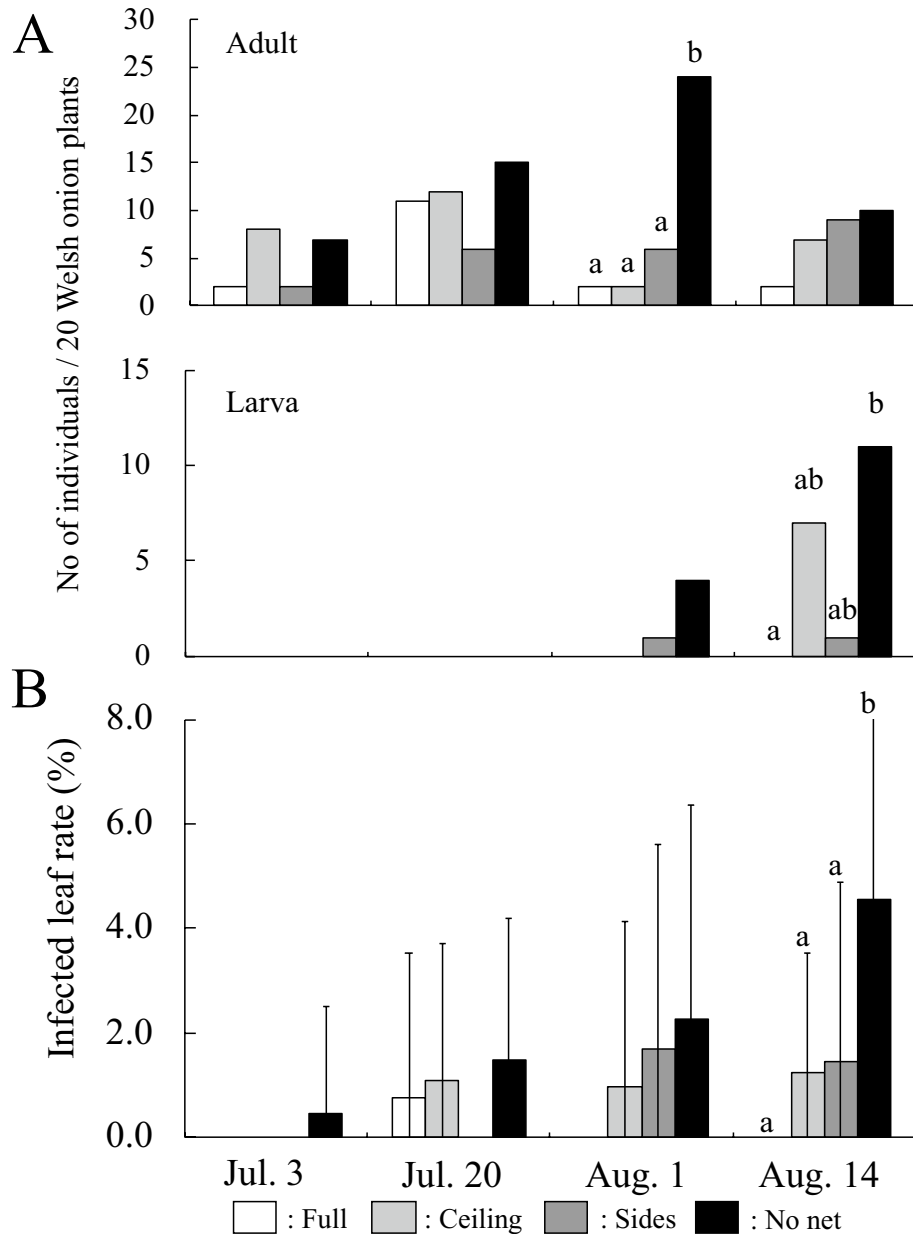 A
Adult
No of individuals / 20 Welsh onion plants
30
25
20
15
10
5
0
a
a
a
b
Larva
15
10
5
0
a
ab
ab
b
B
Infected leaf rate (%)
8.0
6.0
4.0
2.0
0.0
a
a
a
b
Jul. 3
Jul. 20
Aug. 1
Aug. 14
: Full : Ceiling : Sides : No net